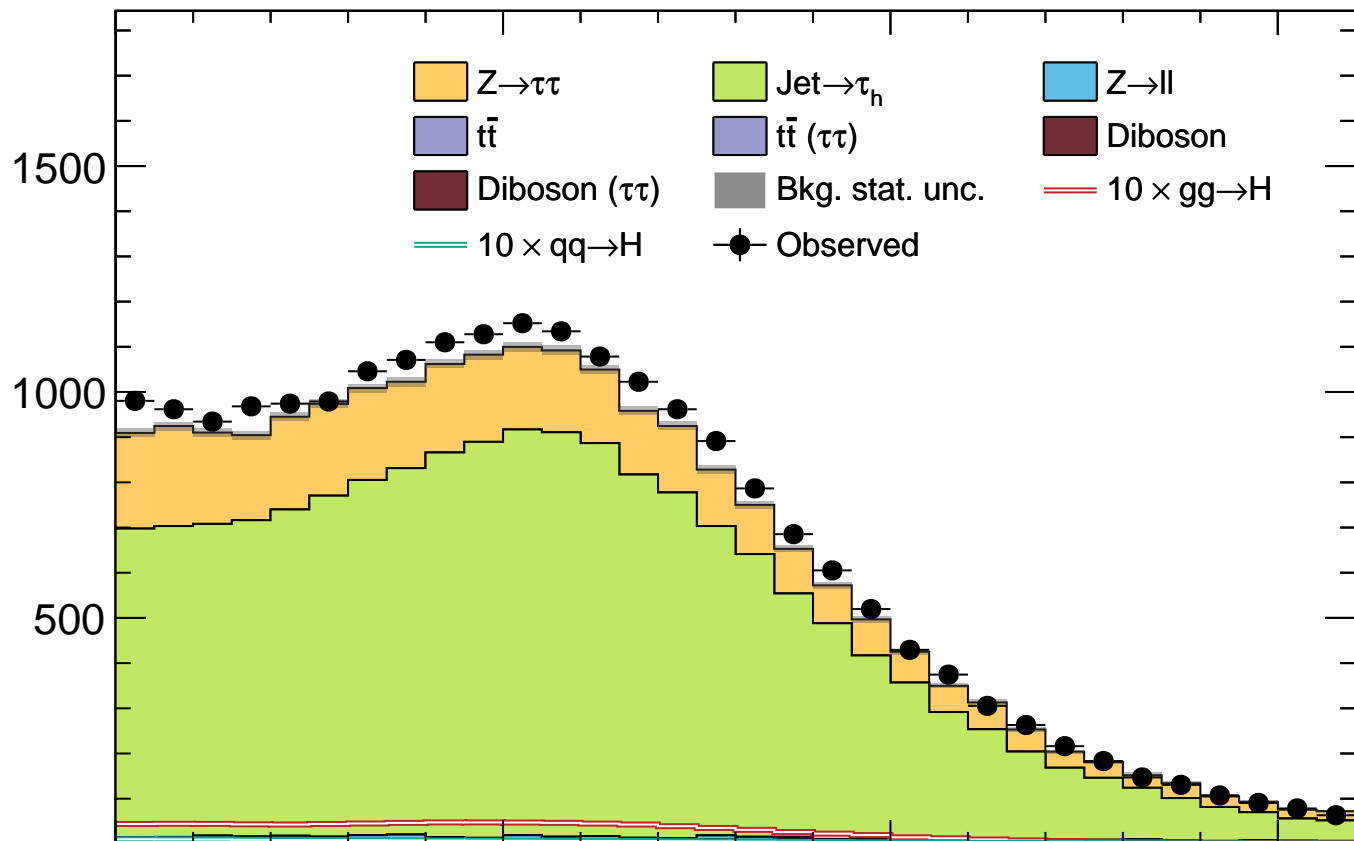 Z→ττ Jet→τₕ Z→ll
tt̄ tt̄ (ττ) Diboson
1500
Diboson (ττ) Bkg. stat. unc. 10 × gg→H
10 × qq→H Observed
1000
500